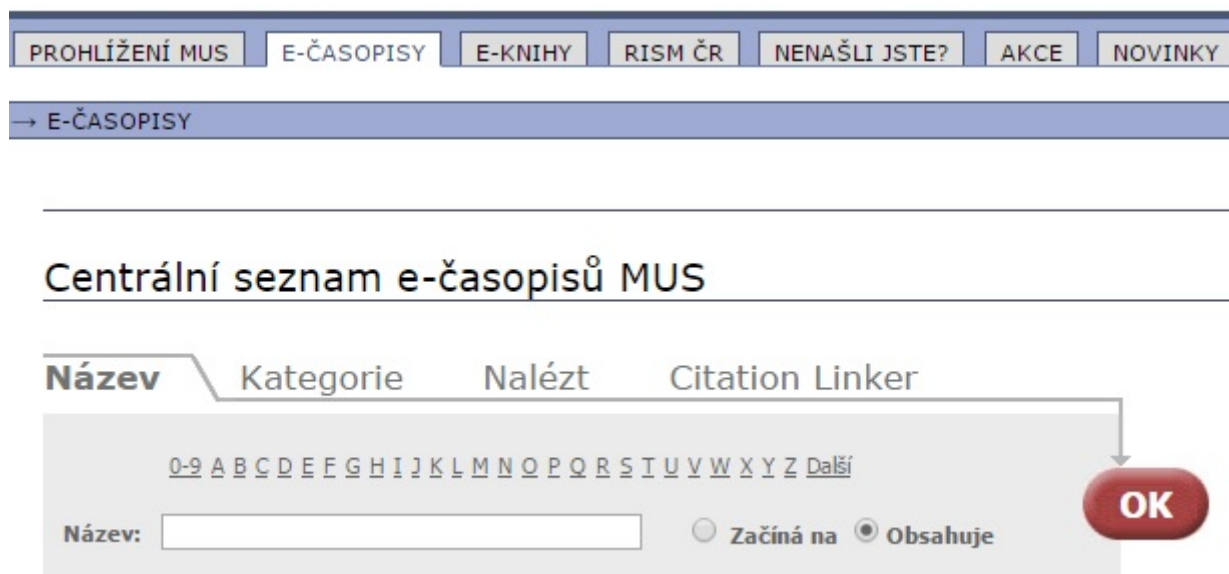 PROHLÍŽENÍ MUS E-ČASOPISY E-KNIHY RISM ČR NENAŠLI JSTE? AKCE NOVINKY
→ E-ČASOPISY
Centrální seznam e-časopisů MUS
Název Kategorie Nalézt Citation Linker
0-9 A B C D E F G H I J K L M N O P Q R S T U V W X Y Z Další
OK
Název: Začíná na Obsahuje